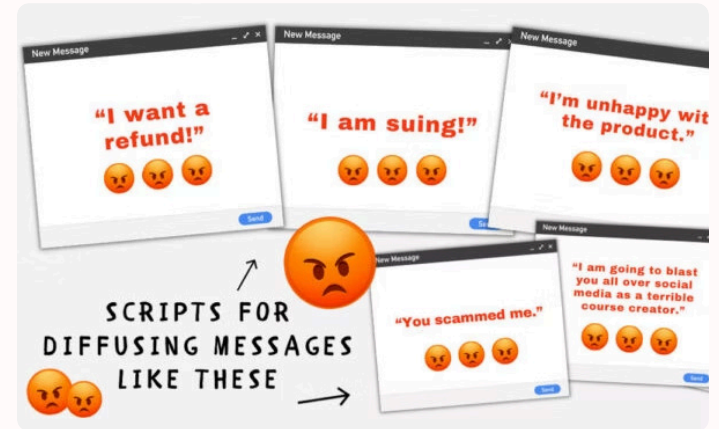 New Message
“I want a
refund!”
Send
New Message
“I am suing!”
New Message
“I’m unhappy
the product.”
SCRIPTS FOR
DIFFUSING MESSAGES
LIKE THESE
New Message
“You scammed me.”
Send
New Message
“I am going to blast
you all over social
media as a terrible
course creator.”
Send